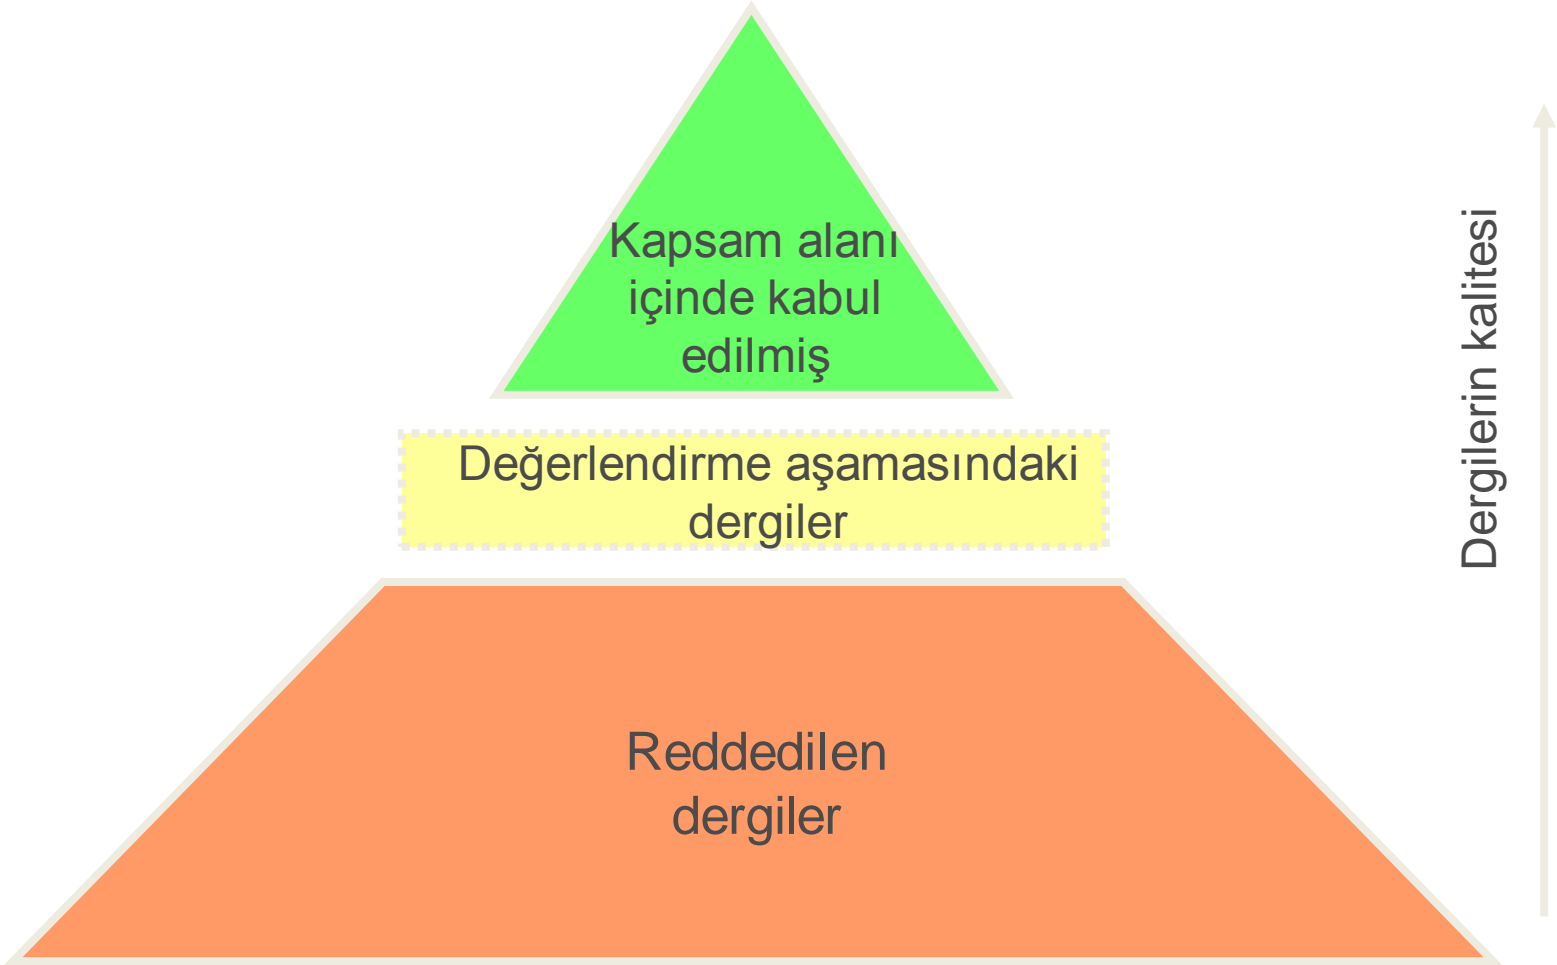 Kapsam alanı
içinde kabul
edilmiş
Değerlendirme aşamasındaki
dergiler
Reddedilen
dergiler
Dergilerin kalitesi